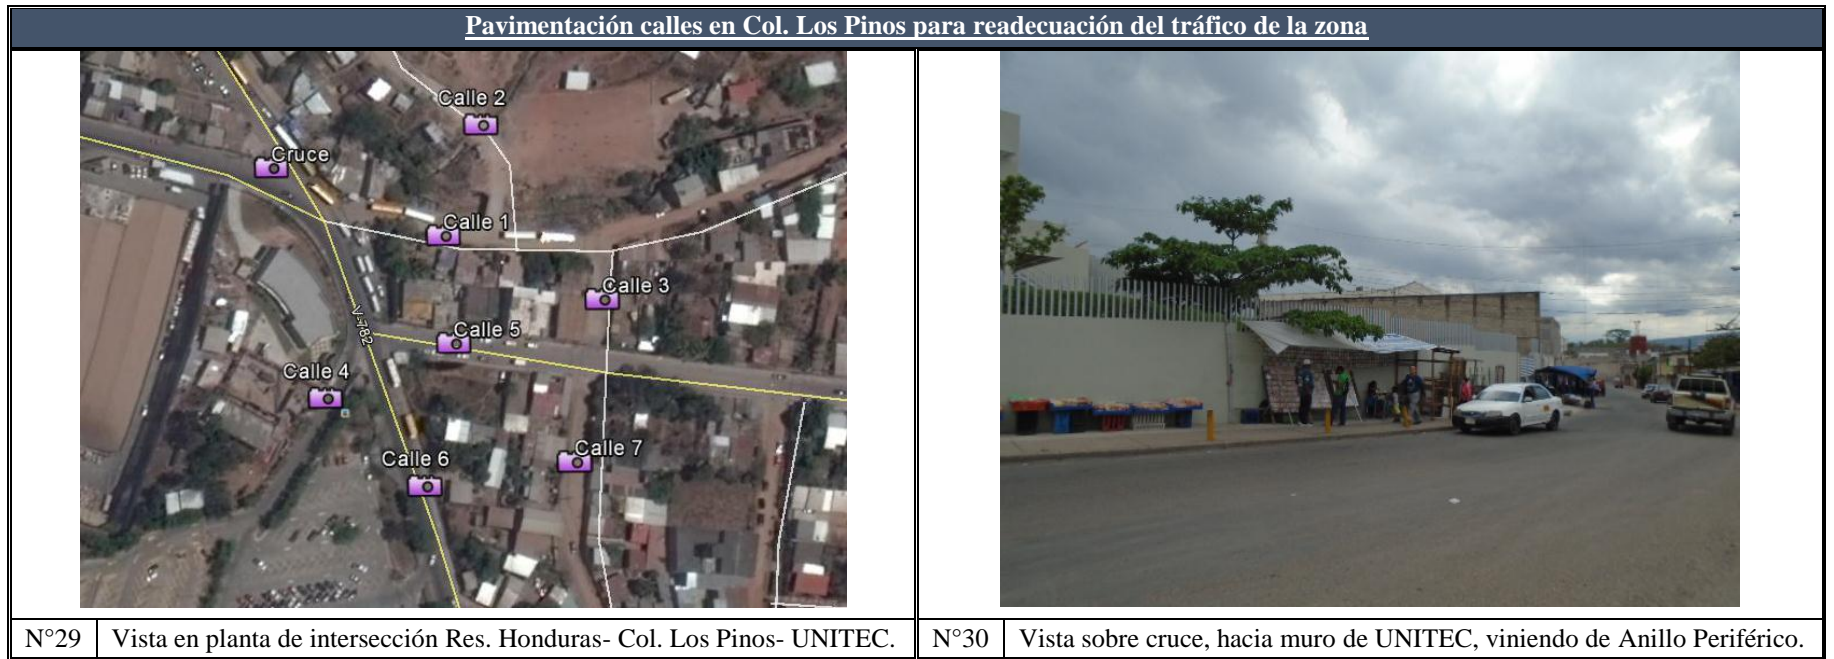 Pavimentación calles en Col. Los Pinos para readecuación del tráfico de la zona
Calle 2
Cruce
Calle 1
Calle 3
V-782
Calle 5
Calle 4
Calle 6
Calle 7
N°29 Vista en planta de intersección Res. Honduras- Col. Los Pinos- UNITEC.
N°30 Vista sobre cruce, hacia muro de UNITEC, viniendo de Anillo Periférico.